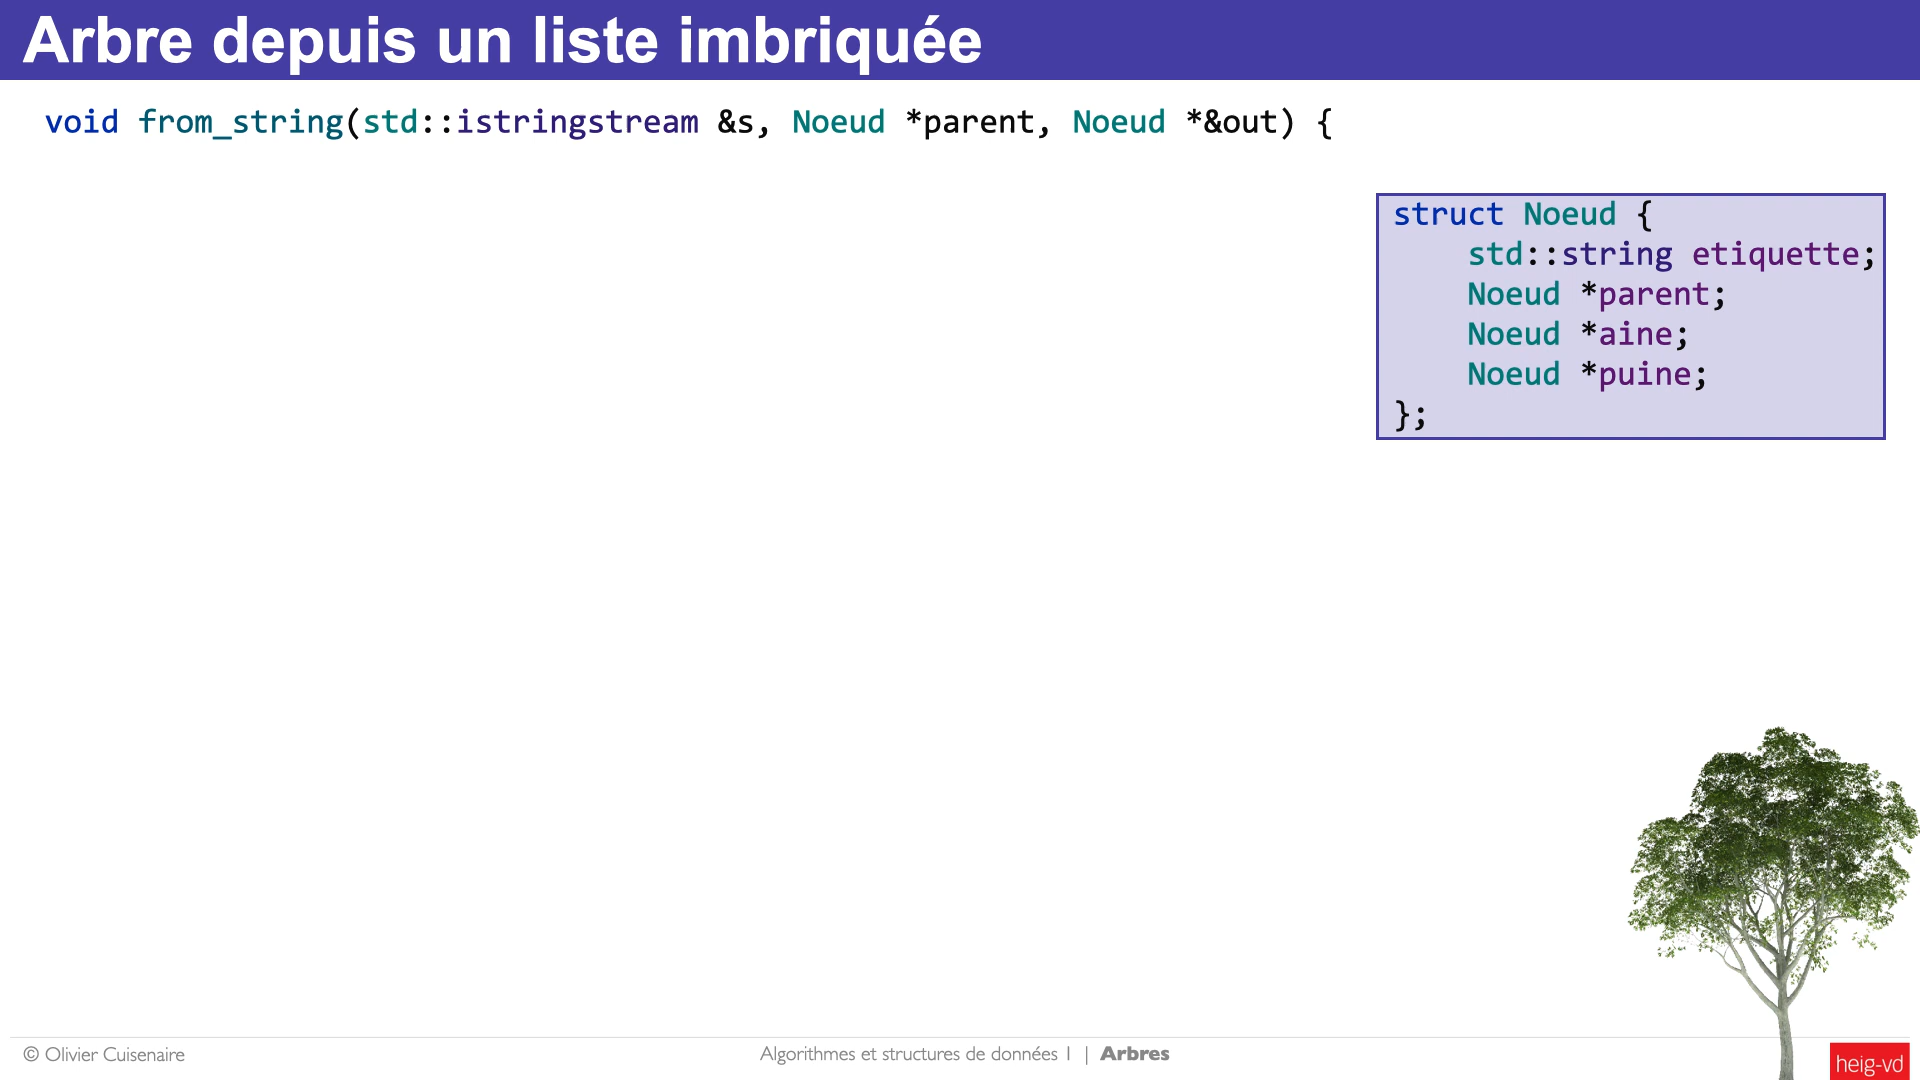 Arbre depuis un liste imbriquée
void from_string(std::istringstream &s, Noeud *parent, Noeud *&out) {
struct Noeud {
std::string etiquette;
Noeud *parent;
Noeud *aine;
Noeud *puine;
};
© Olivier Cuisenaire
Algorithmes et structures de données 1 | Arbres
heig-vd